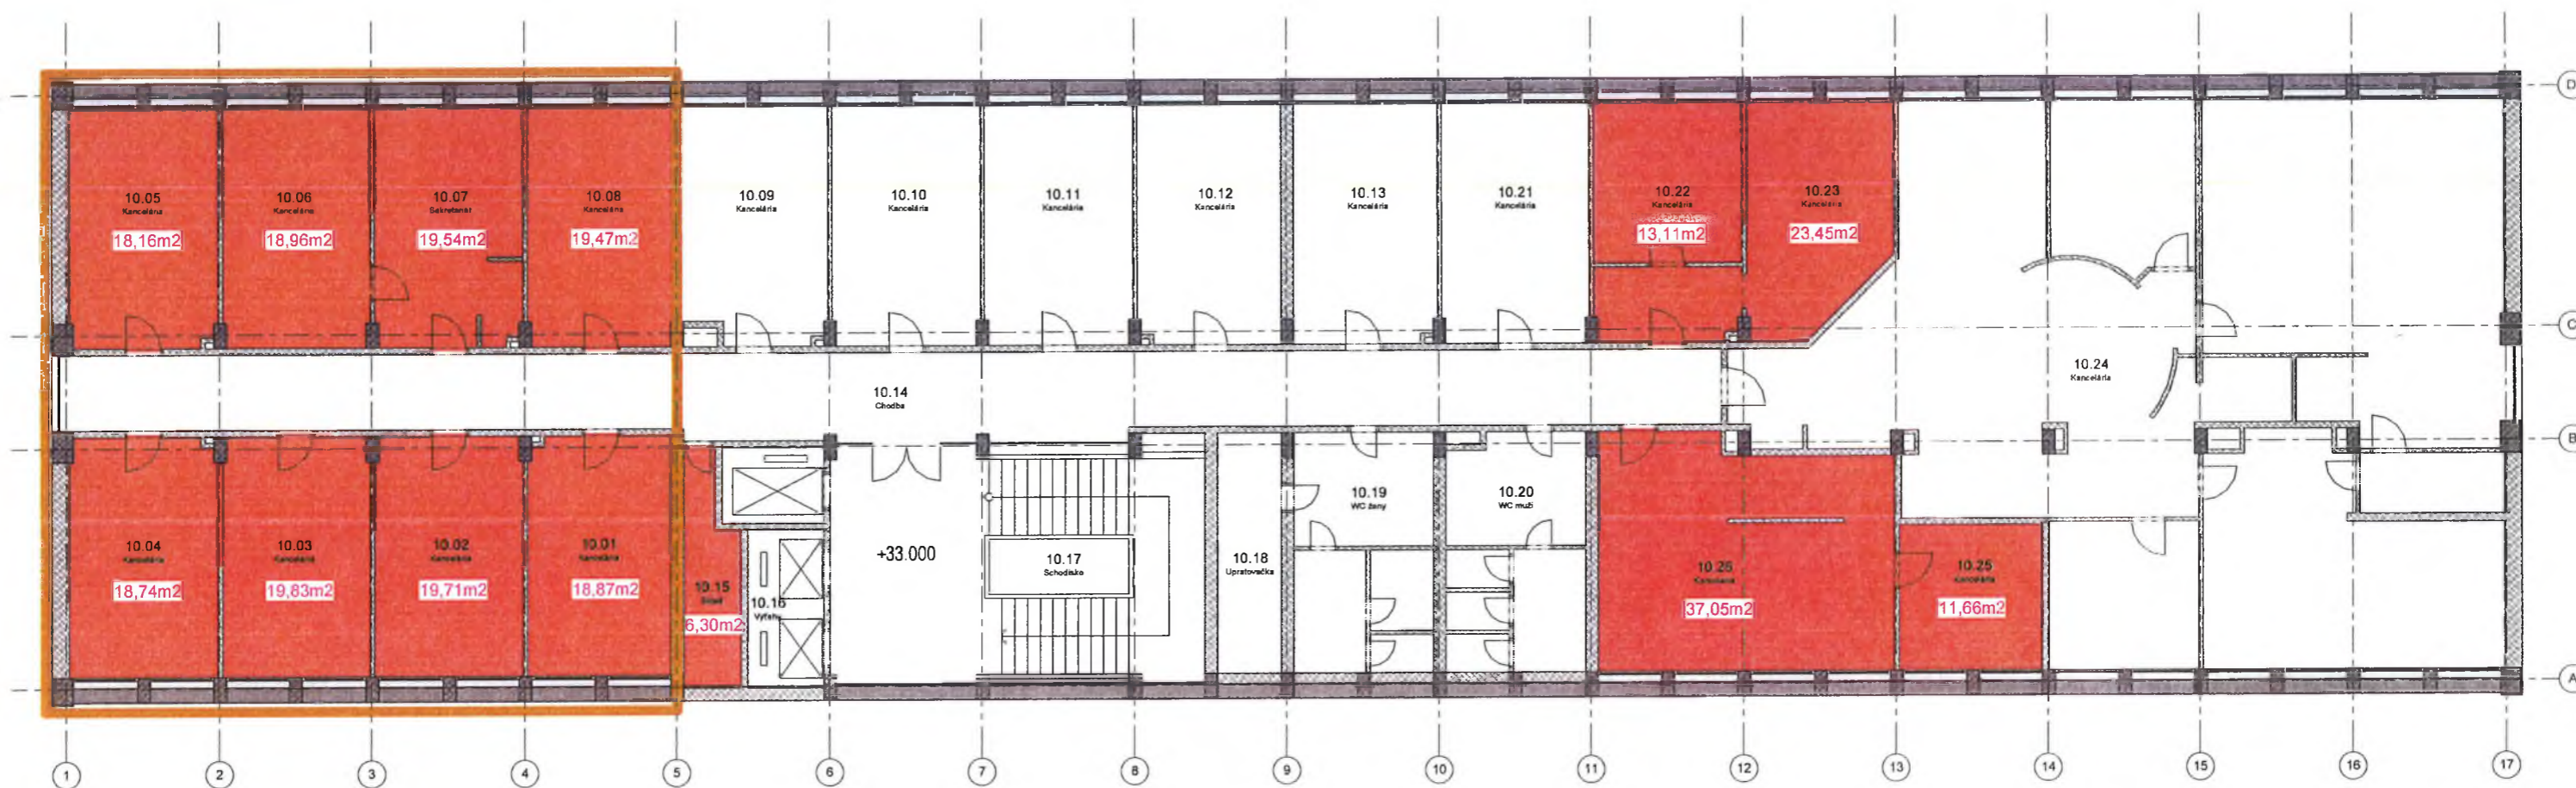 D
10.05
Kancelária
18,16m2
10.06
Kancelária
18,96m2
10.07
Sekretariát
19,54m2
10.08
Kancelária
19,47m2
10.09
Kancelária
10.10
Kancelária
10.11
Kancelária
10.12
Kancelária
10.13
Kancelária
10.21
Kancelária
10.22
Kancelária
13,11m2
10.23
Kancelária
23,45m2
C
10.14
Chodba
10.24
Kancelária
B
10.04
Kancelária
18,74m2
10.03
Kancelária
19,83m2
10.02
Kancelária
19,71m2
10.01
Kancelária
18,87m2
10.15
Sklad
6,30m2
10.16
Výťahy
+33.000
10.17
Schodisko
10.18
Upratovačka
10.19
WC ženy
10.20
WC muži
10.26
Kancelária
37,05m2
10.25
Kancelária
11,66m2
A
1
2
3
4
5
6
7
8
9
10
11
12
13
14
15
16
17